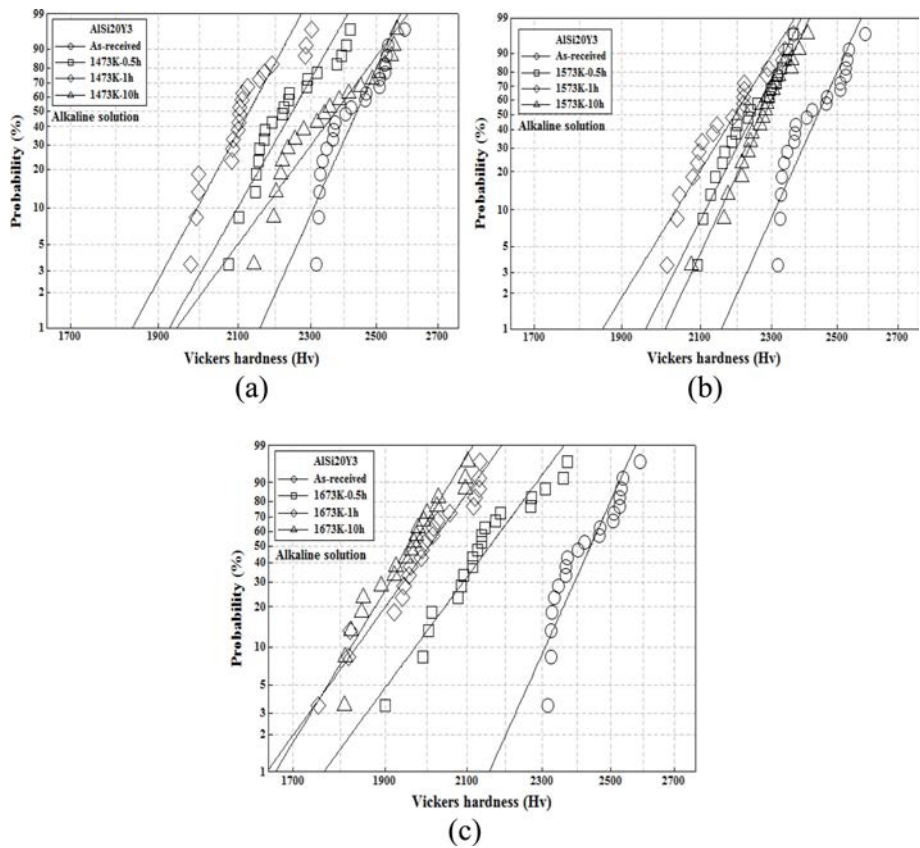 AlSi20Y3
As-received
1473K-0.5h
1473K-1h
1473K-10h
Alkaline solution
Probability (%)
99
90
80
70
60
50
40
30
20
10
5
3
2
1
1700
1900
2100
2300
2500
2700
Vickers hardness (Hv)
(a)
AlSi20Y3
As-received
1573K-0.5h
1573K-1h
1573K-10h
Alkaline solution
Probability (%)
99
90
80
70
60
50
40
30
20
10
5
3
2
1
1700
1900
2100
2300
2500
2700
Vickers hardness (Hv)
(b)
AlSi20Y3
As-received
1673K-0.5h
1673K-1h
1673K-10h
Alkaline solution
Probability (%)
99
90
80
70
60
50
40
30
20
10
5
3
2
1
1700
1900
2000
2100
2300
2500
2700
Vickers hardness (Hv)
(c)